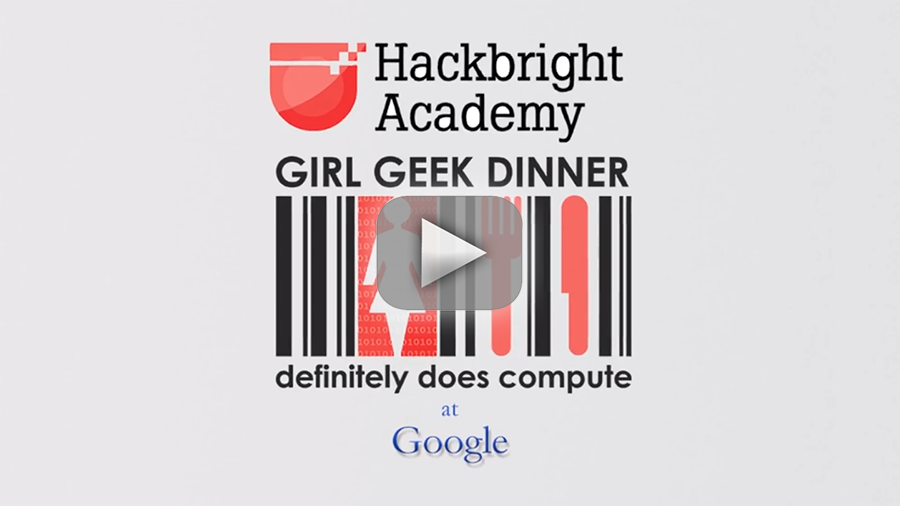 Hackbright
Academy
GIRL GEEK DINNER
definitely does compute
at
Google